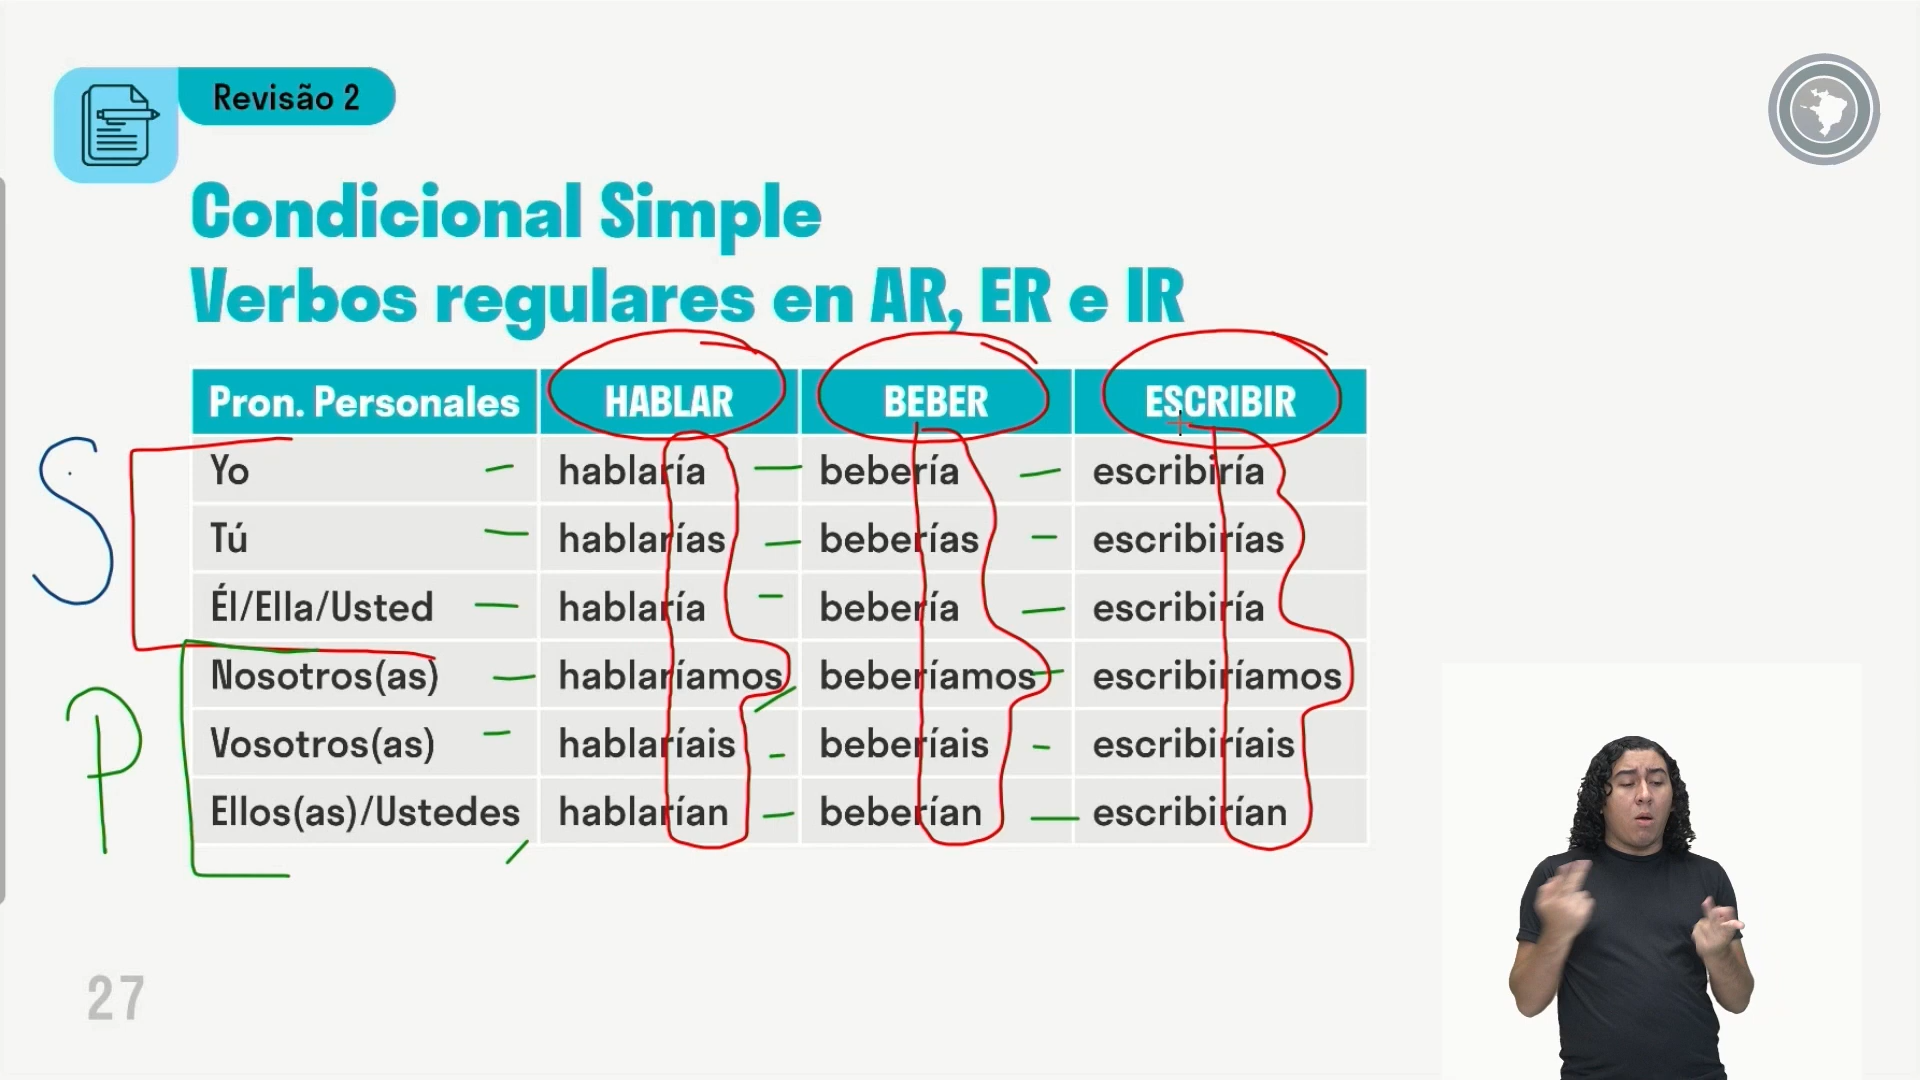 Revisão 2
Condicional Simple
Verbos regulares en AR, ER e IR
Pron. Personales HABLAR BEBER ESCRIBIR
S
Yo hablaría bebería escribiría
Tú hablarías beberías escribirías
Él/Ella/Usted hablaría bebería escribiría
P
Nosotros(as) hablaríamos beberíamos escribiríamos
Vosotros(as) hablaríais beberíais escribiríais
Ellos(as)/Ustedes hablarían beberían escribirían
27